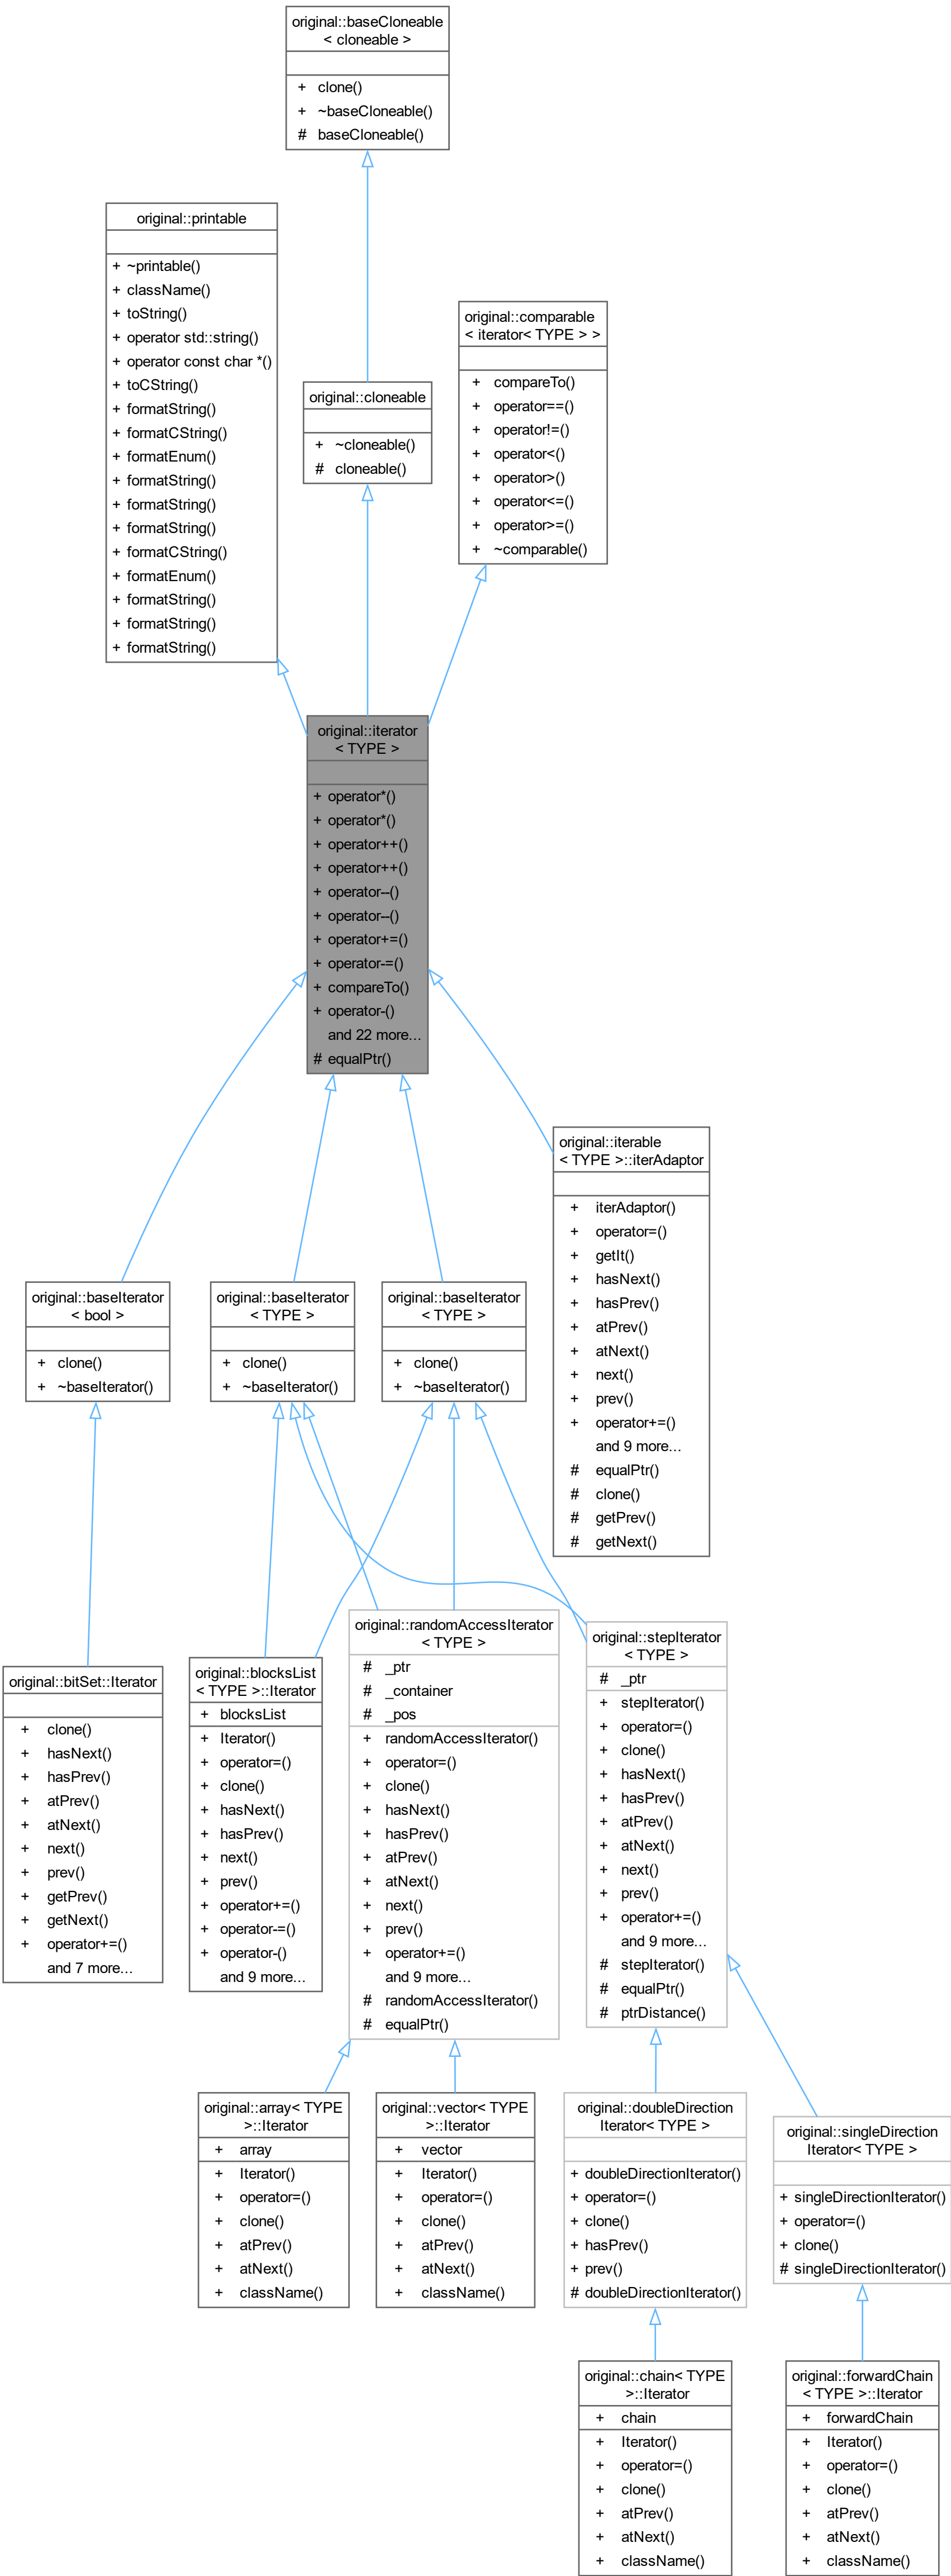 original::baseCloneable
< cloneable >
+ clone()
+ ~baseCloneable()
# baseCloneable()
original::printable
+ ~printable()
+ className()
+ toString()
+ operator std::string()
+ operator const char *()
+ toCString()
+ formatString()
+ formatCString()
+ formatEnum()
+ formatString()
+ formatString()
+ formatString()
+ formatCString()
+ formatEnum()
+ formatString()
+ formatString()
+ formatString()
original::cloneable
+ ~cloneable()
# cloneable()
original::comparable
< iterator< TYPE > >
+ compareTo()
+ operator==()
+ operator!=()
+ operator<()
+ operator>()
+ operator<=()
+ operator>=()
+ ~comparable()
original::iterator
< TYPE >
+ operator*()
+ operator*()
+ operator++()
+ operator++()
+ operator--()
+ operator--()
+ operator+=()
+ operator-=()
+ compareTo()
+ operator-()
and 22 more...
# equalPtr()
original::baseIterator
< bool >
+ clone()
+ ~baseIterator()
original::baseIterator
< TYPE >
+ clone()
+ ~baseIterator()
original::baseIterator
< TYPE >
+ clone()
+ ~baseIterator()
original::iterable
< TYPE >::iterAdaptor
+ iterAdaptor()
+ operator=()
+ getIt()
+ hasNext()
+ hasPrev()
+ atPrev()
+ atNext()
+ next()
+ prev()
+ operator+=()
and 9 more...
# equalPtr()
# clone()
# getPrev()
# getNext()
original::bitSet::Iterator
+ clone()
+ hasNext()
+ hasPrev()
+ atPrev()
+ atNext()
+ next()
+ prev()
+ getPrev()
+ getNext()
+ operator+=()
and 7 more...
original::blocksList
< TYPE >::Iterator
+ blocksList
+ Iterator()
+ operator=()
+ clone()
+ hasNext()
+ hasPrev()
+ next()
+ prev()
+ operator+=()
+ operator-=()
+ operator-()
and 9 more...
original::randomAccessIterator
< TYPE >
# _ptr
# _container
# _pos
+ randomAccessIterator()
+ operator=()
+ clone()
+ hasNext()
+ hasPrev()
+ atPrev()
+ atNext()
+ next()
+ prev()
+ operator+=()
and 9 more...
# randomAccessIterator()
# equalPtr()
original::stepIterator
< TYPE >
# _ptr
+ stepIterator()
+ operator=()
+ clone()
+ hasNext()
+ hasPrev()
+ atPrev()
+ atNext()
+ next()
+ prev()
+ operator+=()
and 9 more...
# stepIterator()
# equalPtr()
# ptrDistance()
original::array< TYPE
>::Iterator
+ array
+ Iterator()
+ operator=()
+ clone()
+ atPrev()
+ atNext()
+ className()
original::vector< TYPE
>::Iterator
+ vector
+ Iterator()
+ operator=()
+ clone()
+ atPrev()
+ atNext()
+ className()
original::doubleDirection
Iterator< TYPE >
+ doubleDirectionIterator()
+ operator=()
+ clone()
+ hasPrev()
+ prev()
# doubleDirectionIterator()
original::singleDirection
Iterator< TYPE >
+ singleDirectionIterator()
+ operator=()
+ clone()
# singleDirectionIterator()
original::chain< TYPE
>::Iterator
+ chain
+ Iterator()
+ operator=()
+ clone()
+ atPrev()
+ atNext()
+ className()
original::forwardChain
< TYPE >::Iterator
+ forwardChain
+ Iterator()
+ operator=()
+ clone()
+ atPrev()
+ atNext()
+ className()